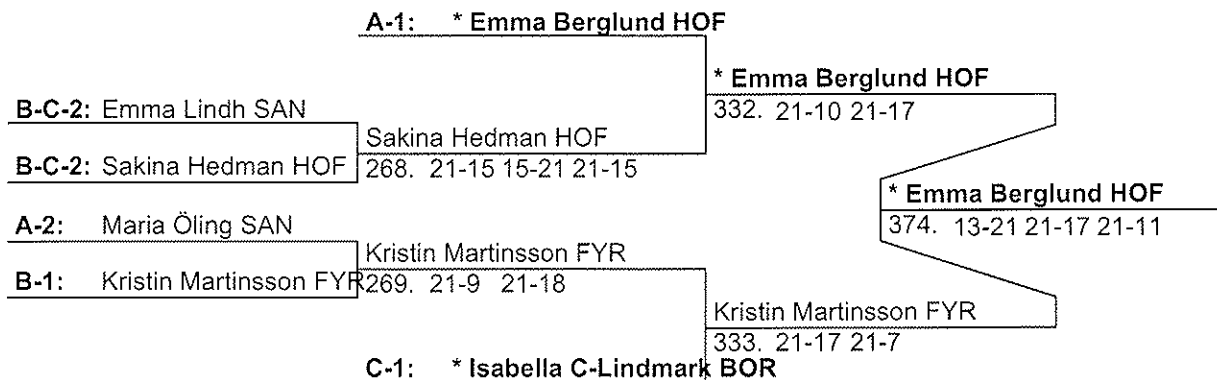 A-1: * Emma Berglund HOF
* Emma Berglund HOF
332. 21-10 21-17
B-C-2: Emma Lindh SAN
Sakina Hedman HOF
268. 21-15 15-21 21-15
B-C-2: Sakina Hedman HOF
* Emma Berglund HOF
374. 13-21 21-17 21-11
A-2: Maria Öling SAN
Kristin Martinsson FYR
269. 21-9 21-18
B-1: Kristin Martinsson FYR
Kristin Martinsson FYR
333. 21-17 21-7
C-1: * Isabella C-Lindmark BOR